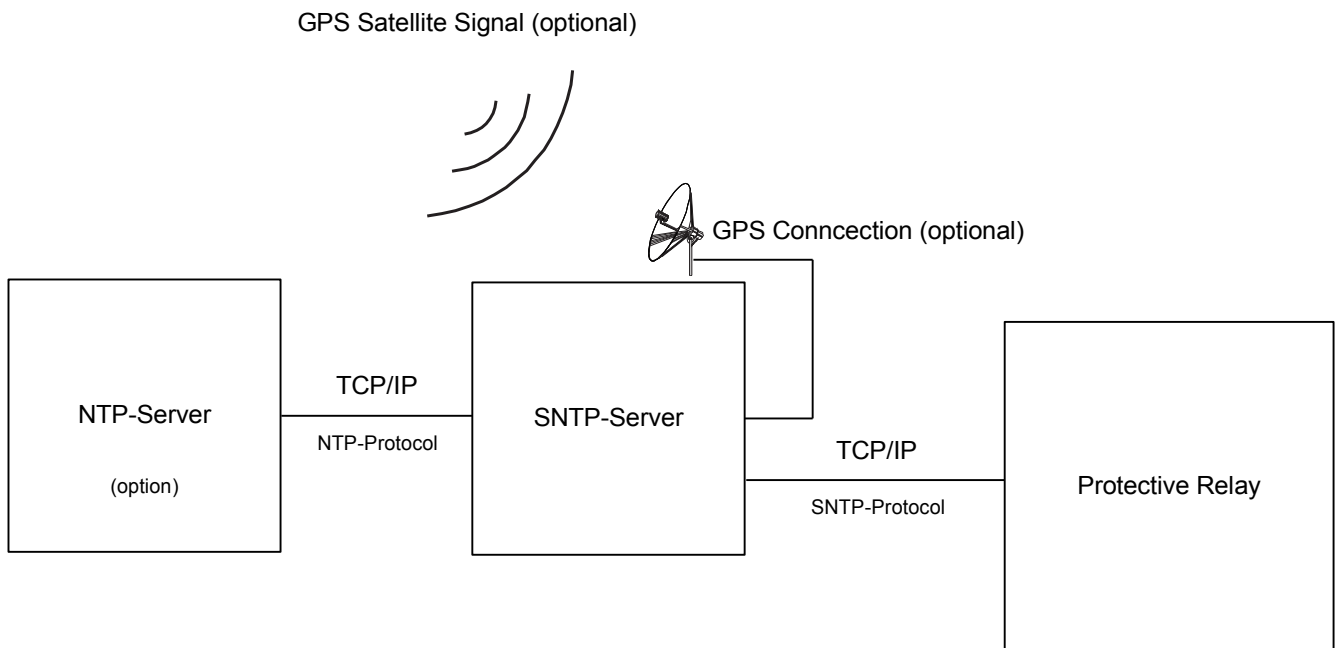 GPS Satellite Signal (optional)
GPS Conncection (optional)
NTP-Server
(option)
TCP/IP
NTP-Protocol
SNTP-Server
TCP/IP
SNTP-Protocol
Protective Relay